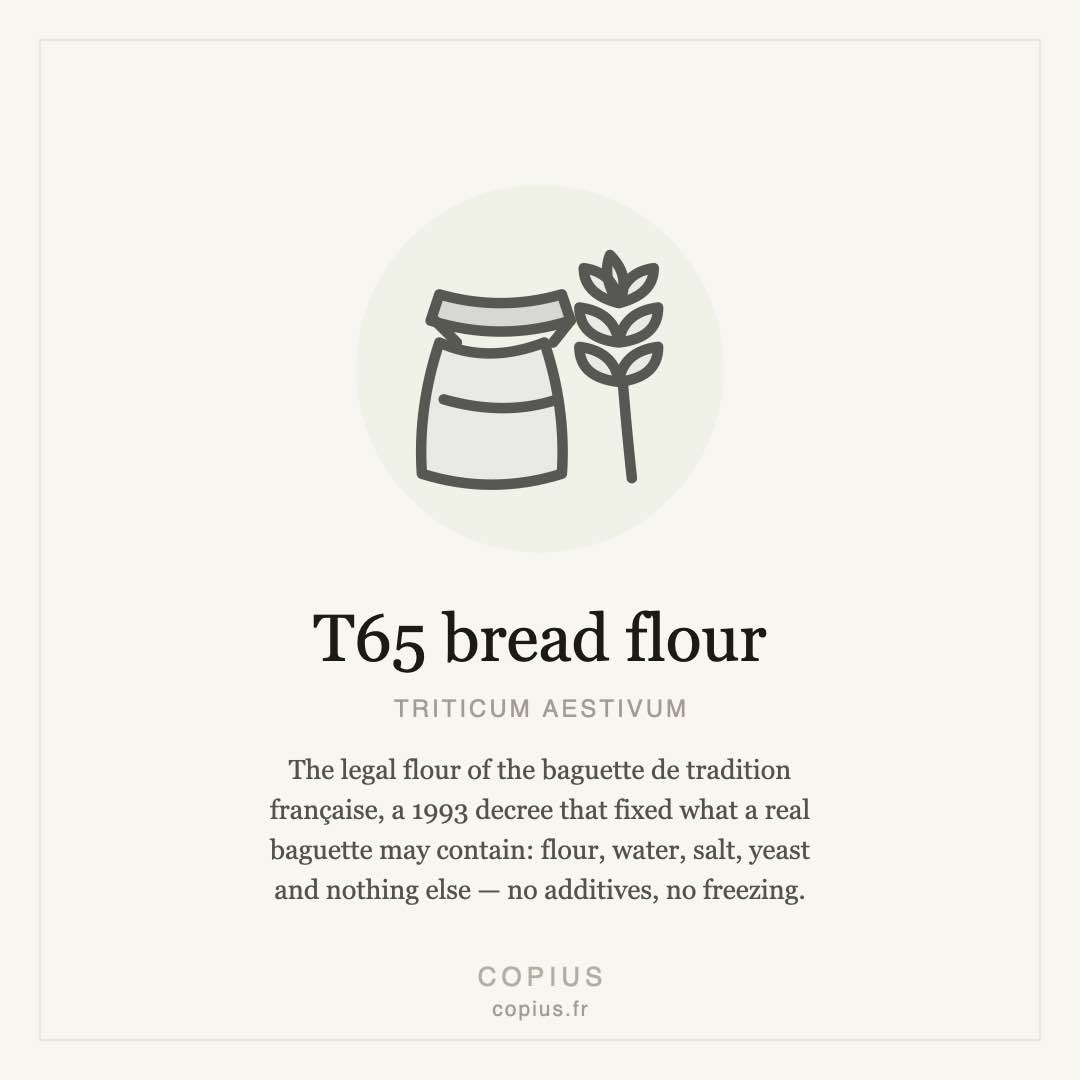 T65 bread flour
TRITICUM AESTIVUM
The legal flour of the baguette de tradition
française, a 1993 decree that fixed what a real
baguette may contain: flour, water, salt, yeast
and nothing else — no additives, no freezing.
COPIUS
copius.fr